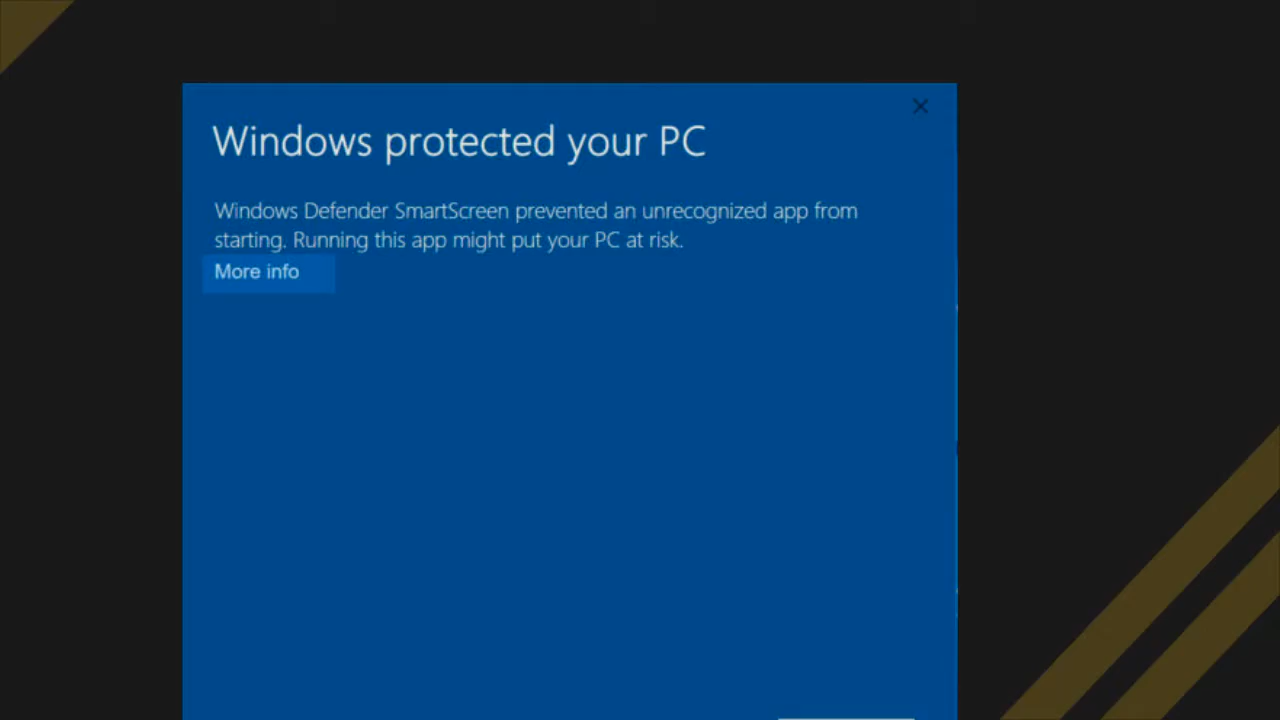 Windows protected your PC
Windows Defender SmartScreen prevented an unrecognized app from
starting. Running this app might put your PC at risk.
More info